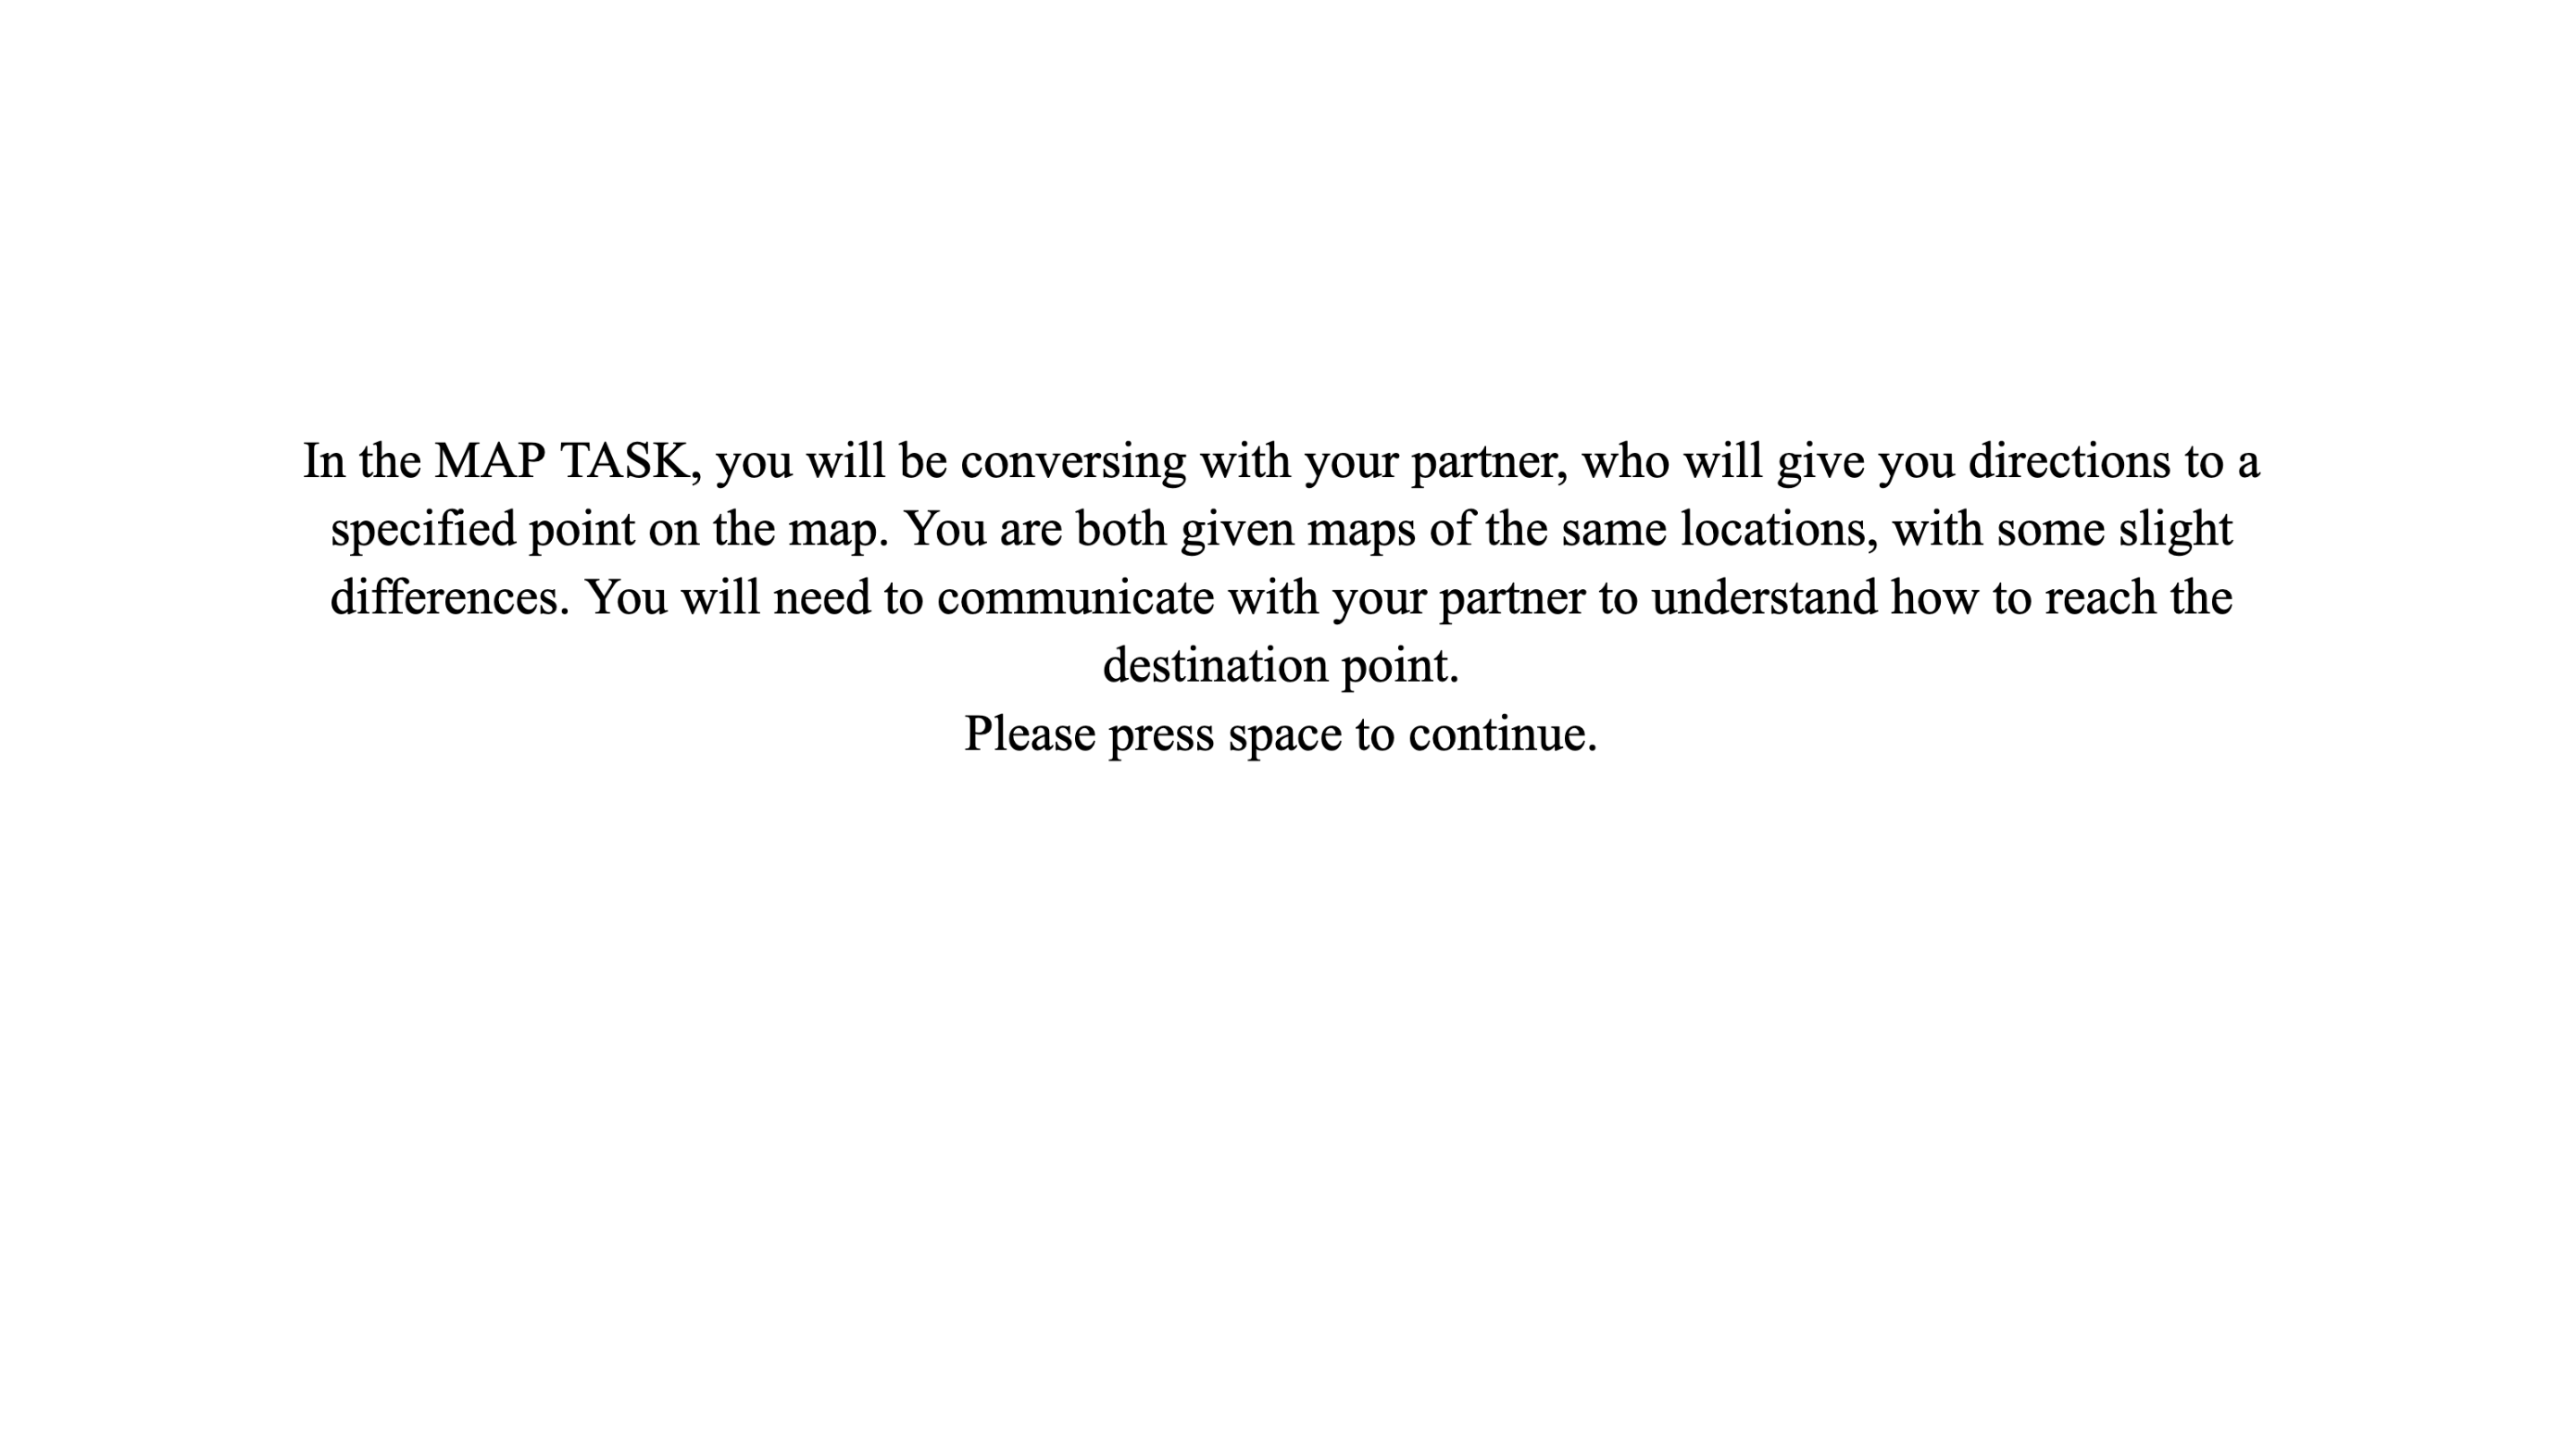 In the MAP TASK, you will be conversing with your partner, who will give you directions to a
specified point on the map. You are both given maps of the same locations, with some slight
differences. You will need to communicate with your partner to understand how to reach the
destination point.
Please press space to continue.